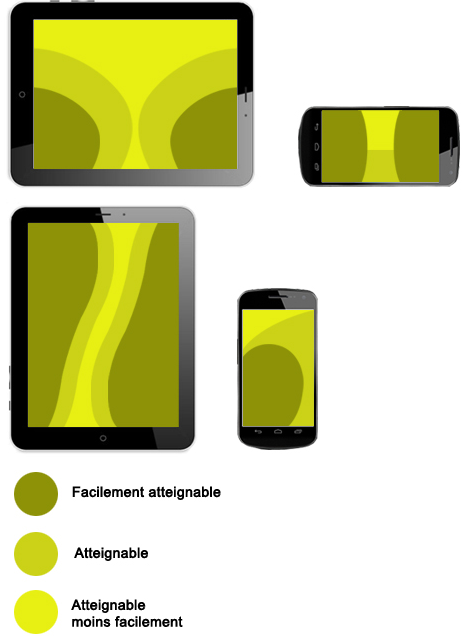 Facilement atteignable
Atteignable
Atteignable
moins facilement